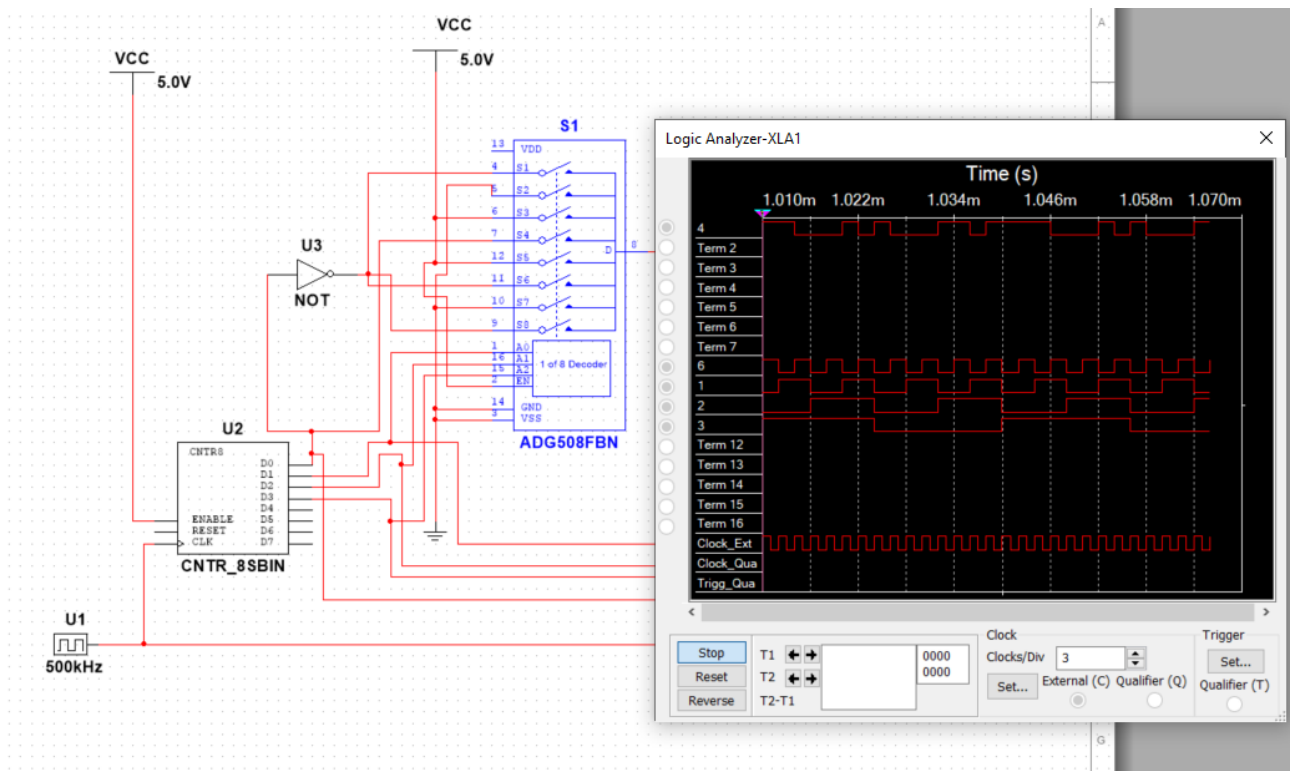 VCC
5.0V
VCC
5.0V
S1
13 VDD
4 S1
5 S2
6 S3
7 S4
12 S5
11 S6
10 S7
9 S8
D 8
1 A0
16 A1
15 A2
2 EN
1 of 8 Decoder
14 GND
3 VSS
ADG508FBN
U3
NOT
U2
CNTR8
D0
D1
D2
D3
D4
ENABLE D5
RESET D6
CLK D7
CNTR_8SBIN
U1
500kHz
A
G
Logic Analyzer-XLA1
Time (s)
1.010m 1.022m 1.034m 1.046m 1.058m 1.070m
4
Term 2
Term 3
Term 4
Term 5
Term 6
Term 7
6
1
2
3
Term 12
Term 13
Term 14
Term 15
Term 16
Clock_Ext
Clock_Qua
Trigg_Qua
Stop
Reset
Reverse
T1
T2
T2-T1
0000
0000
Clock
Clocks/Div 3
Set... External (C) Qualifier (Q)
Trigger
Set...
Qualifier (T)